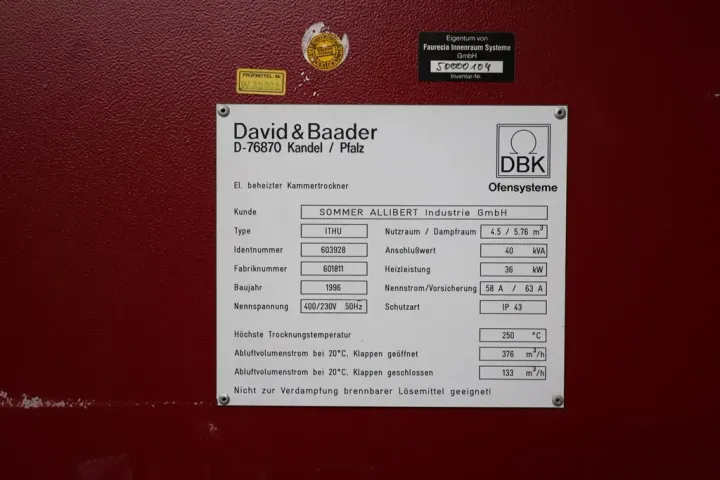 Eigentum von
Faurecia Innenraum Systeme
GmbH
50000104
Inventar-Nr.
PRÜFMITTEL-Nr.
David & Baader
D-76870 Kandel / Pfalz
DBK
Ofensysteme
El. beheizter Kammertrockner
Kunde SOMMER ALLIBERT Industrie GmbH
Type ITHU Nutzraum / Dampfraum 4.5 / 5.76 m³
Identnummer 603928 Anschlußwert 40 kVA
Fabriknummer 601811 Heizleistung 36 kW
Baujahr 1996 Nennstrom/Vorsicherung 58 A / 63 A
Nennspannung 400/230V 50Hz Schutzart IP 43
Höchste Trocknungstemperatur 250 °C
Abluftvolumenstrom bei 20°C, Klappen geöffnet 376 m³/h
Abluftvolumenstrom bei 20°C, Klappen geschlossen 133 m³/h
Nicht zur Verdampfung brennbarer Lösemittel geeignet!